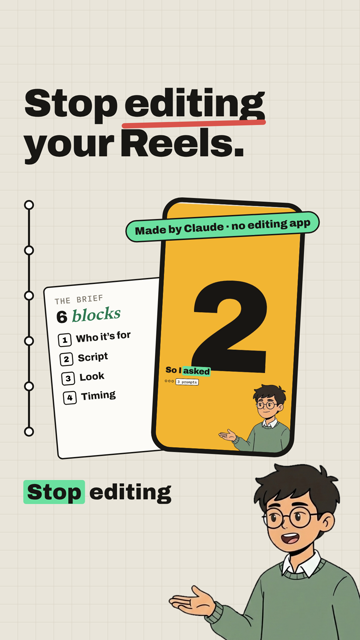 Stop editing
your Reels.
Made by Claude · no editing app
THE BRIEF
6 blocks
1 Who it's for
2 Script
3 Look
4 Timing
2
So I asked
Stop editing